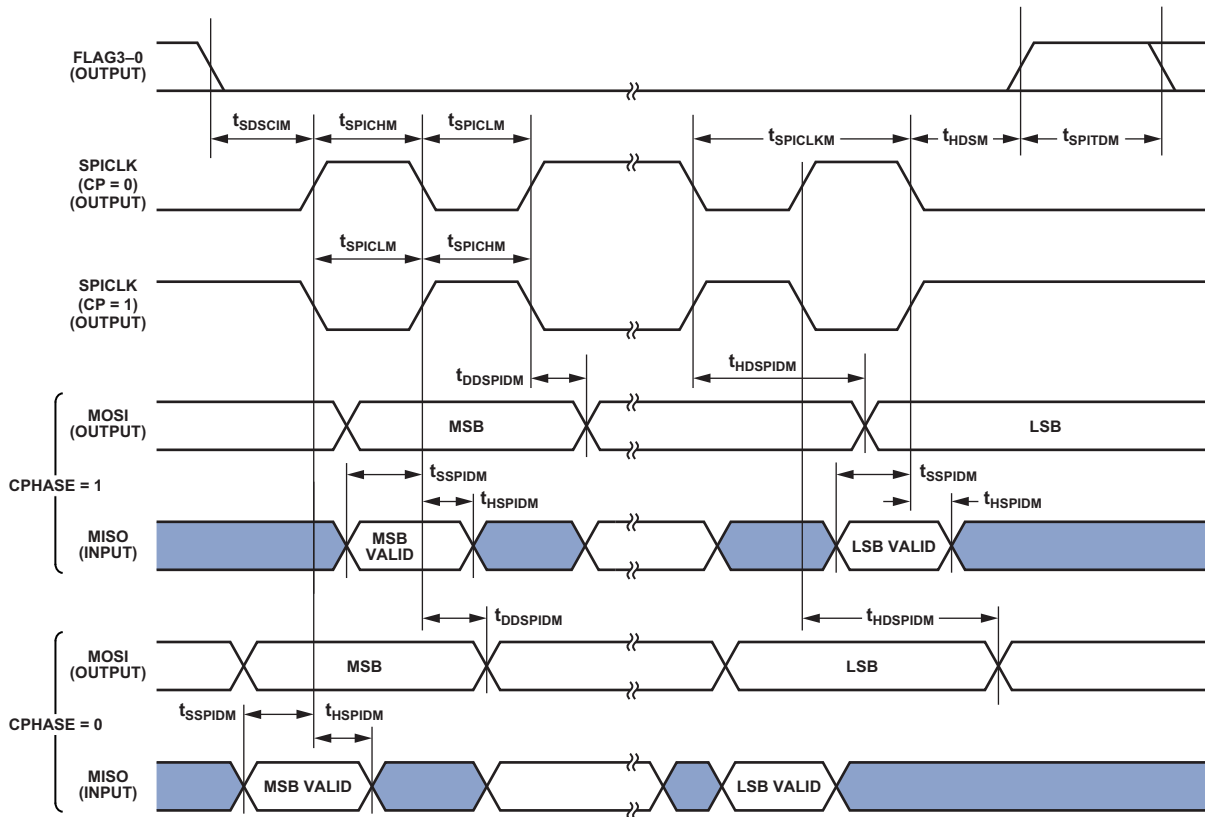 FLAG3–0
(OUTPUT)
tSDSCIM
tSPICHM
tSPICLM
tSPICLKM
tHDSM
tSPITDM
SPICLK
(CP = 0)
(OUTPUT)
tSPICLM
tSPICHM
SPICLK
(CP = 1)
(OUTPUT)
tDDSPIDM
tHDSPIDM
CPHASE = 1
MOSI
(OUTPUT)
MSB
LSB
tSSPIDM
tSSPIDM
tHSPIDM
tHSPIDM
MISO
(INPUT)
MSB
VALID
LSB VALID
tDDSPIDM
tHDSPIDM
CPHASE = 0
MOSI
(OUTPUT)
MSB
LSB
tSSPIDM
tHSPIDM
MISO
(INPUT)
MSB VALID
LSB VALID